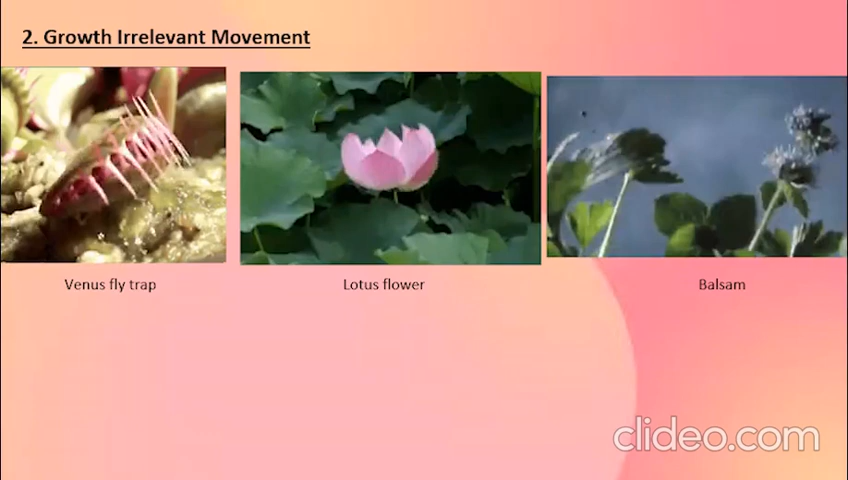 2. Growth Irrelevant Movement
Venus fly trap
Lotus flower
Balsam
clideo.com